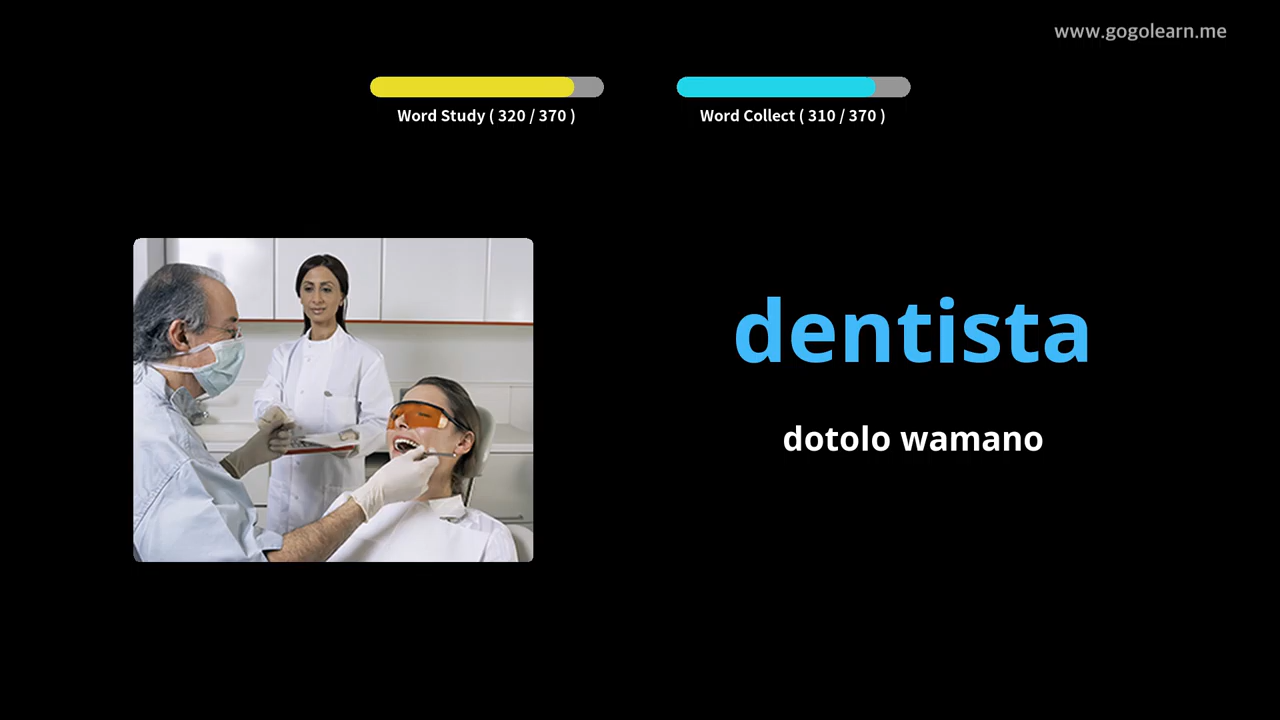 www.gogolearn.me
Word Study ( 320 / 370 )
Word Collect ( 310 / 370 )
dentista
dotolo wamano